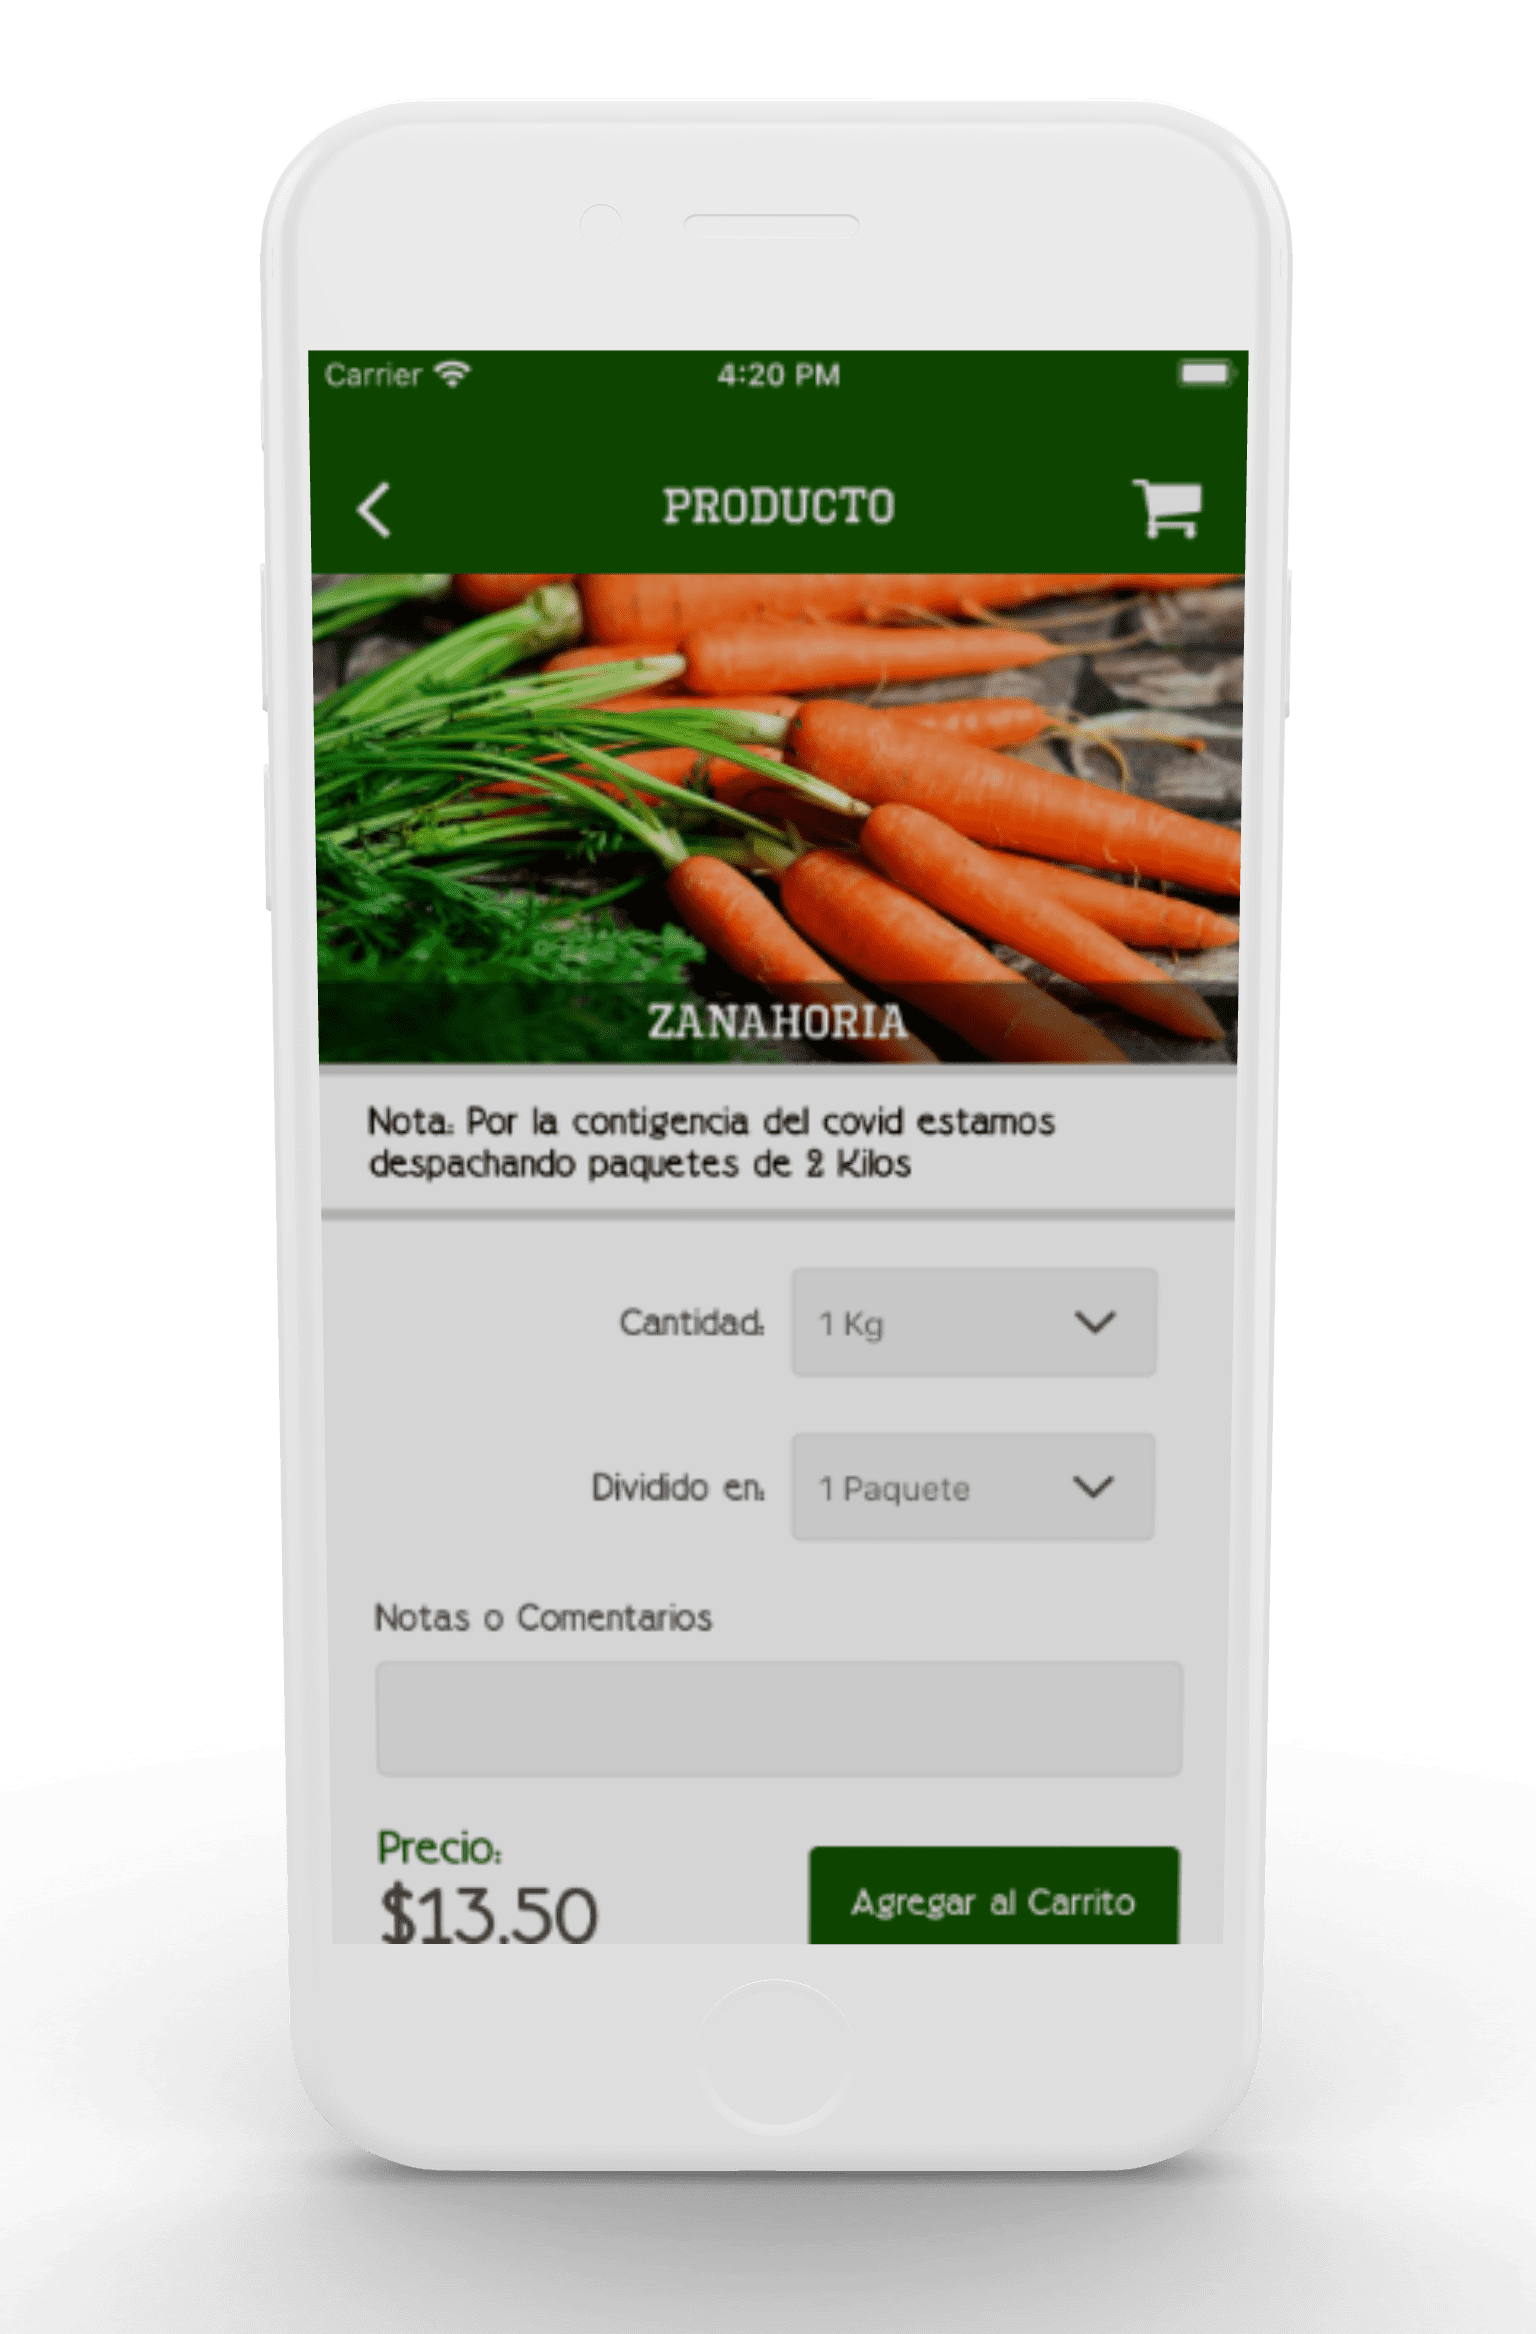 Carrier 4:20 PM
PRODUCTO
ZANAHORIA
Nota: Por la contigencia del covid estamos
despachando paquetes de 2 Kilos
Cantidad: 1 Kg
Dividido en: 1 Paquete
Notas o Comentarios
Precio:
$13.50
Agregar al Carrito